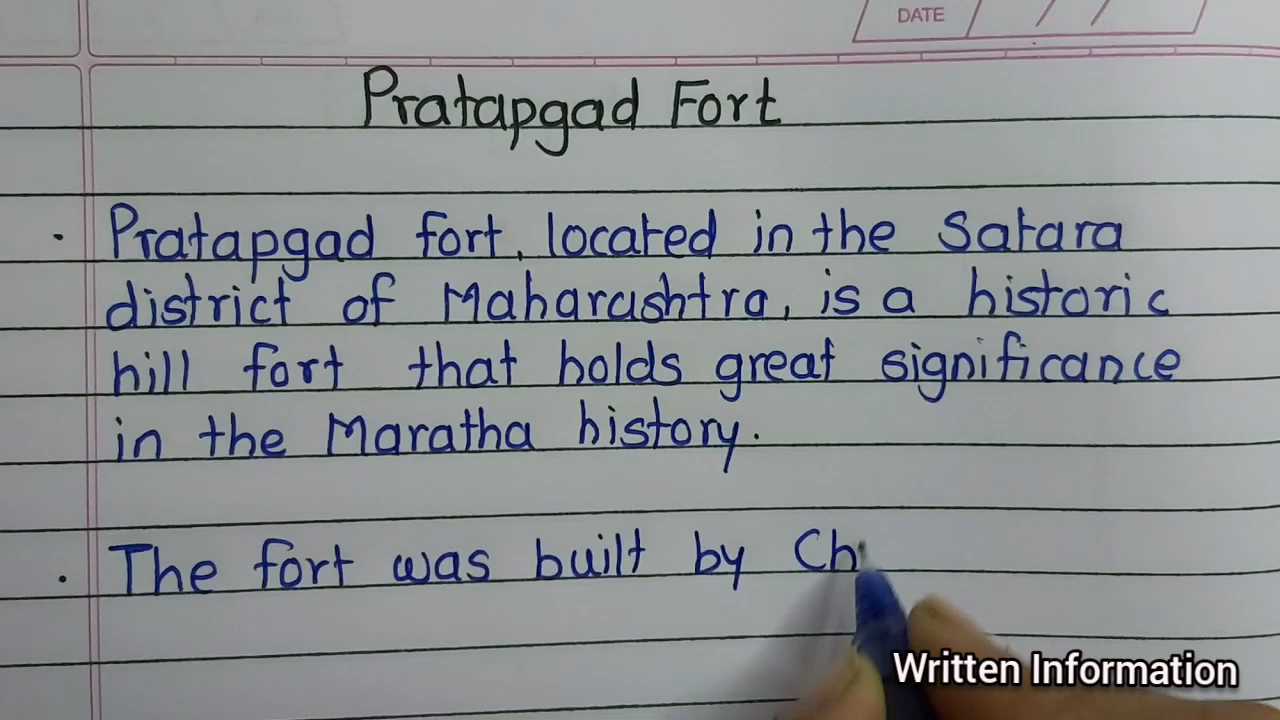 DATE / /
Pratapgad Fort
. Pratapgad fort, located in the Satara
district of Maharashtra, is a historic
hill fort that holds great significance
in the Maratha history.
. The fort was built by Ch
Written Information